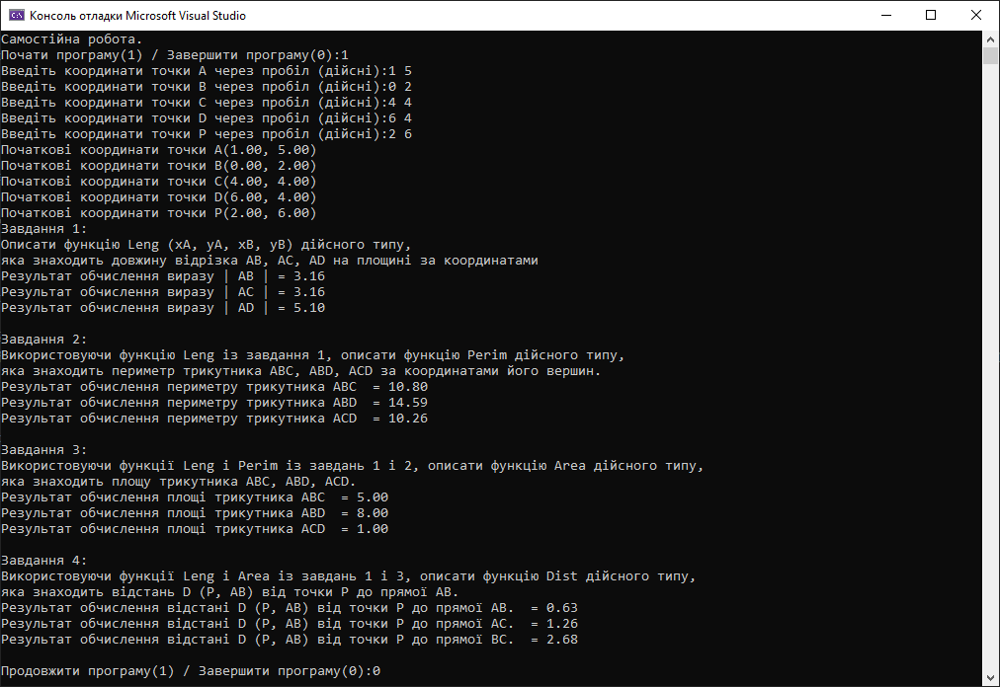 Консоль отладки Microsoft Visual Studio
Самостійна робота.
Почати програму(1) / Завершити програму(0):1
Введіть координати точки A через пробіл (дійсні):1 5
Введіть координати точки B через пробіл (дійсні):0 2
Введіть координати точки C через пробіл (дійсні):4 4
Введіть координати точки D через пробіл (дійсні):6 4
Введіть координати точки P через пробіл (дійсні):2 6
Початкові координати точки A(1.00, 5.00)
Початкові координати точки B(0.00, 2.00)
Початкові координати точки C(4.00, 4.00)
Початкові координати точки D(6.00, 4.00)
Початкові координати точки P(2.00, 6.00)
Завдання 1:
Описати функцію Leng (xA, yA, xB, yB) дійсного типу,
яка знаходить довжину відрізка AB, AC, AD на площині за координатами
Результат обчислення виразу | AB | = 3.16
Результат обчислення виразу | AC | = 3.16
Результат обчислення виразу | AD | = 5.10
Завдання 2:
Використовуючи функцію Leng із завдання 1, описати функцію Perim дійсного типу,
яка знаходить периметр трикутника ABC, ABD, ACD за координатами його вершин.
Результат обчислення периметру трикутника ABC  = 10.80
Результат обчислення периметру трикутника ABD  = 14.59
Результат обчислення периметру трикутника ACD  = 10.26
Завдання 3:
Використовуючи функції Leng і Perim із завдань 1 і 2, описати функцію Area дійсного типу,
яка знаходить площу трикутника ABC, ABD, ACD.
Результат обчислення площі трикутника ABC  = 5.00
Результат обчислення площі трикутника ABD  = 8.00
Результат обчислення площі трикутника ACD  = 1.00
Завдання 4:
Використовуючи функції Leng і Area із завдань 1 і 3, описати функцію Dist дійсного типу,
яка знаходить відстань D (P, AB) від точки P до прямої AB.
Результат обчислення відстані D (P, AB) від точки P до прямої AB.  = 0.63
Результат обчислення відстані D (P, AB) від точки P до прямої AC.  = 1.26
Результат обчислення відстані D (P, AB) від точки P до прямої BC.  = 2.68
Продовжити програму(1) / Завершити програму(0):0